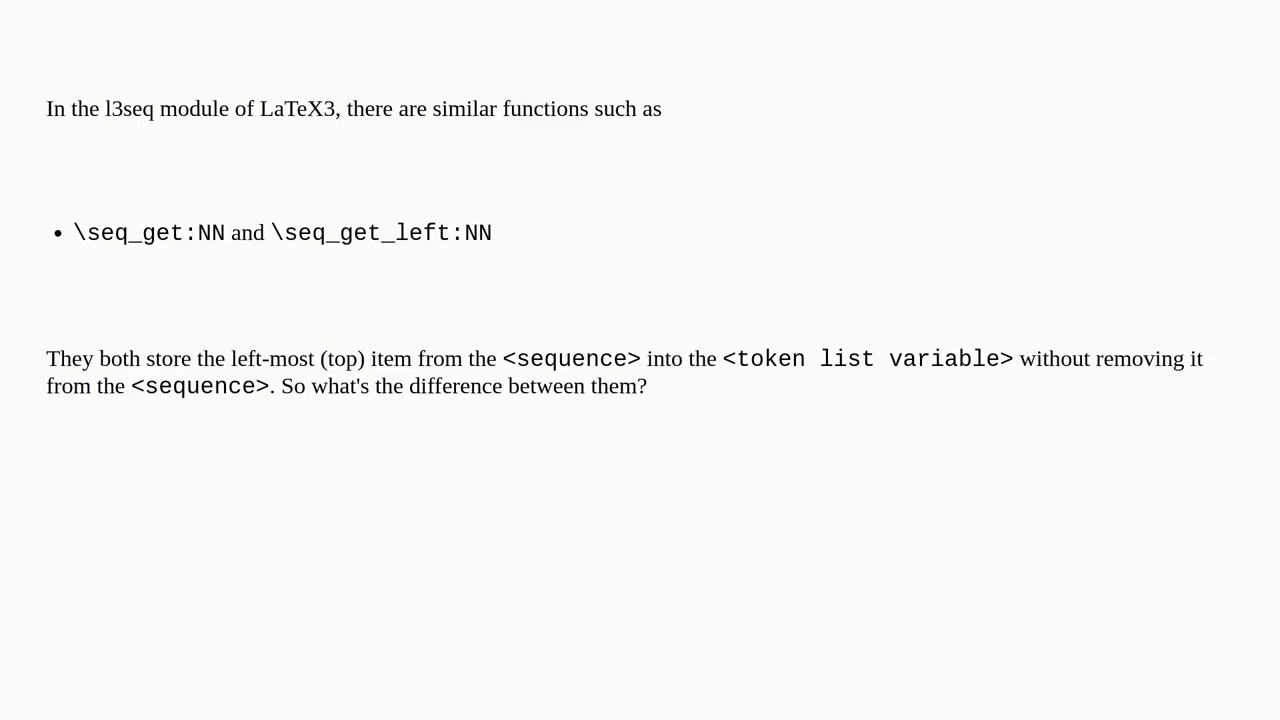 In the l3seq module of LaTeX3, there are similar functions such as
• \seq_get:NN and \seq_get_left:NN
They both store the left-most (top) item from the <sequence> into the <token list variable> without removing it
from the <sequence>. So what's the difference between them?